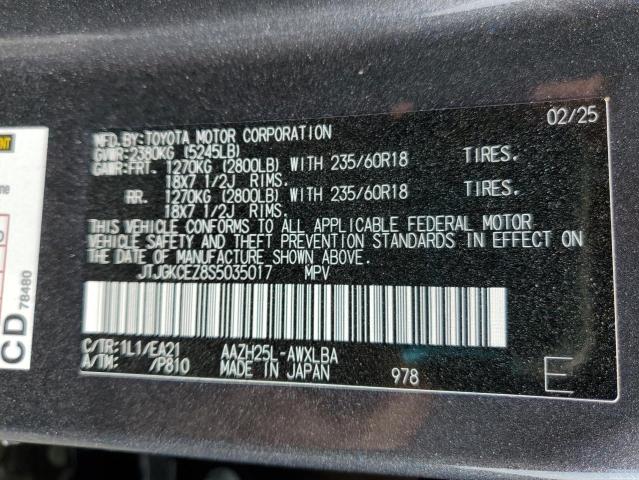 02/25
MFD.BY:TOYOTA MOTOR CORPORATION
GVWR:2380KG (5245LB)
GAWR:FRT. 1270KG (2800LB) WITH 235/60R18 TIRES.
18X7 1/2J RIMS.
RR. 1270KG (2800LB) WITH 235/60R18 TIRES.
18X7 1/2J RIMS.
THIS VEHICLE CONFORMS TO ALL APPLICABLE FEDERAL MOTOR
VEHICLE SAFETY AND THEFT PREVENTION STANDARDS IN EFFECT ON
THE DATE OF MANUFACTURE SHOWN ABOVE.
JTJGKCEZ8S5035017 MPV
C/TR:1L1/EA21 AAZH25L-AWXLBA
A/TM: /P810 MADE IN JAPAN 978 E
CD
78480